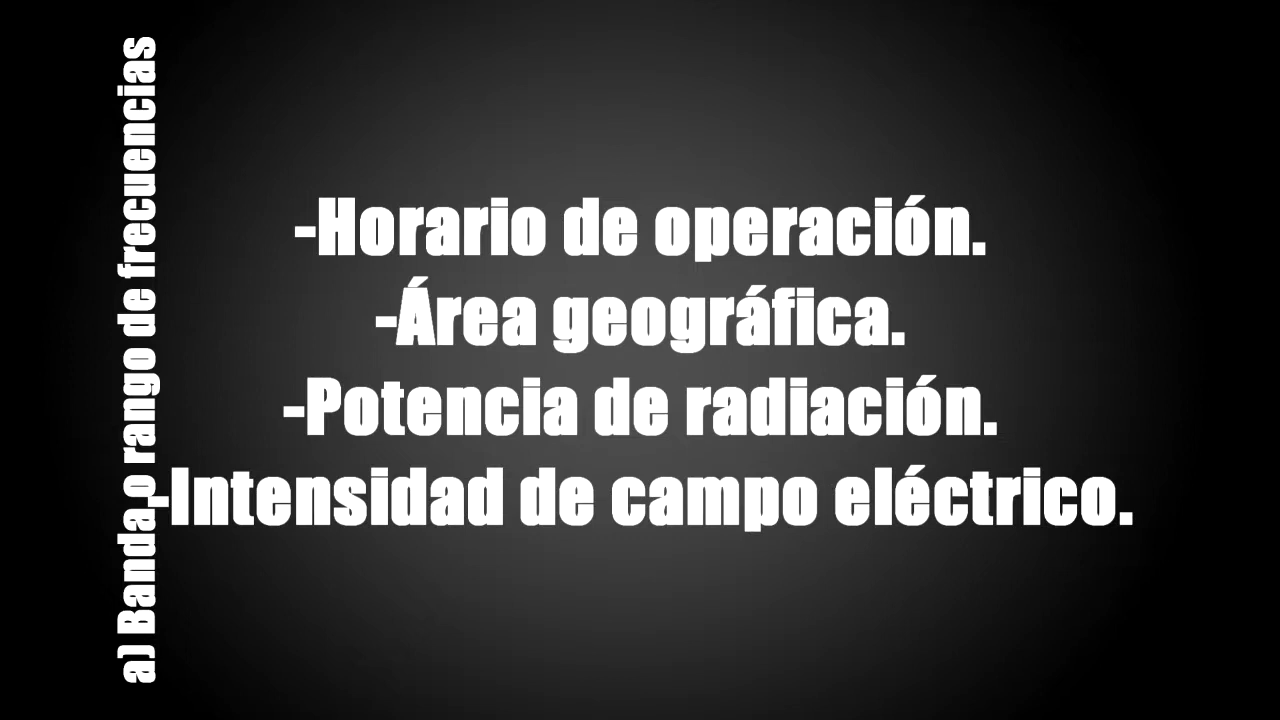 a) Banda o rango de frecuencias
-Horario de operación.
-Área geográfica.
-Potencia de radiación.
-Intensidad de campo eléctrico.